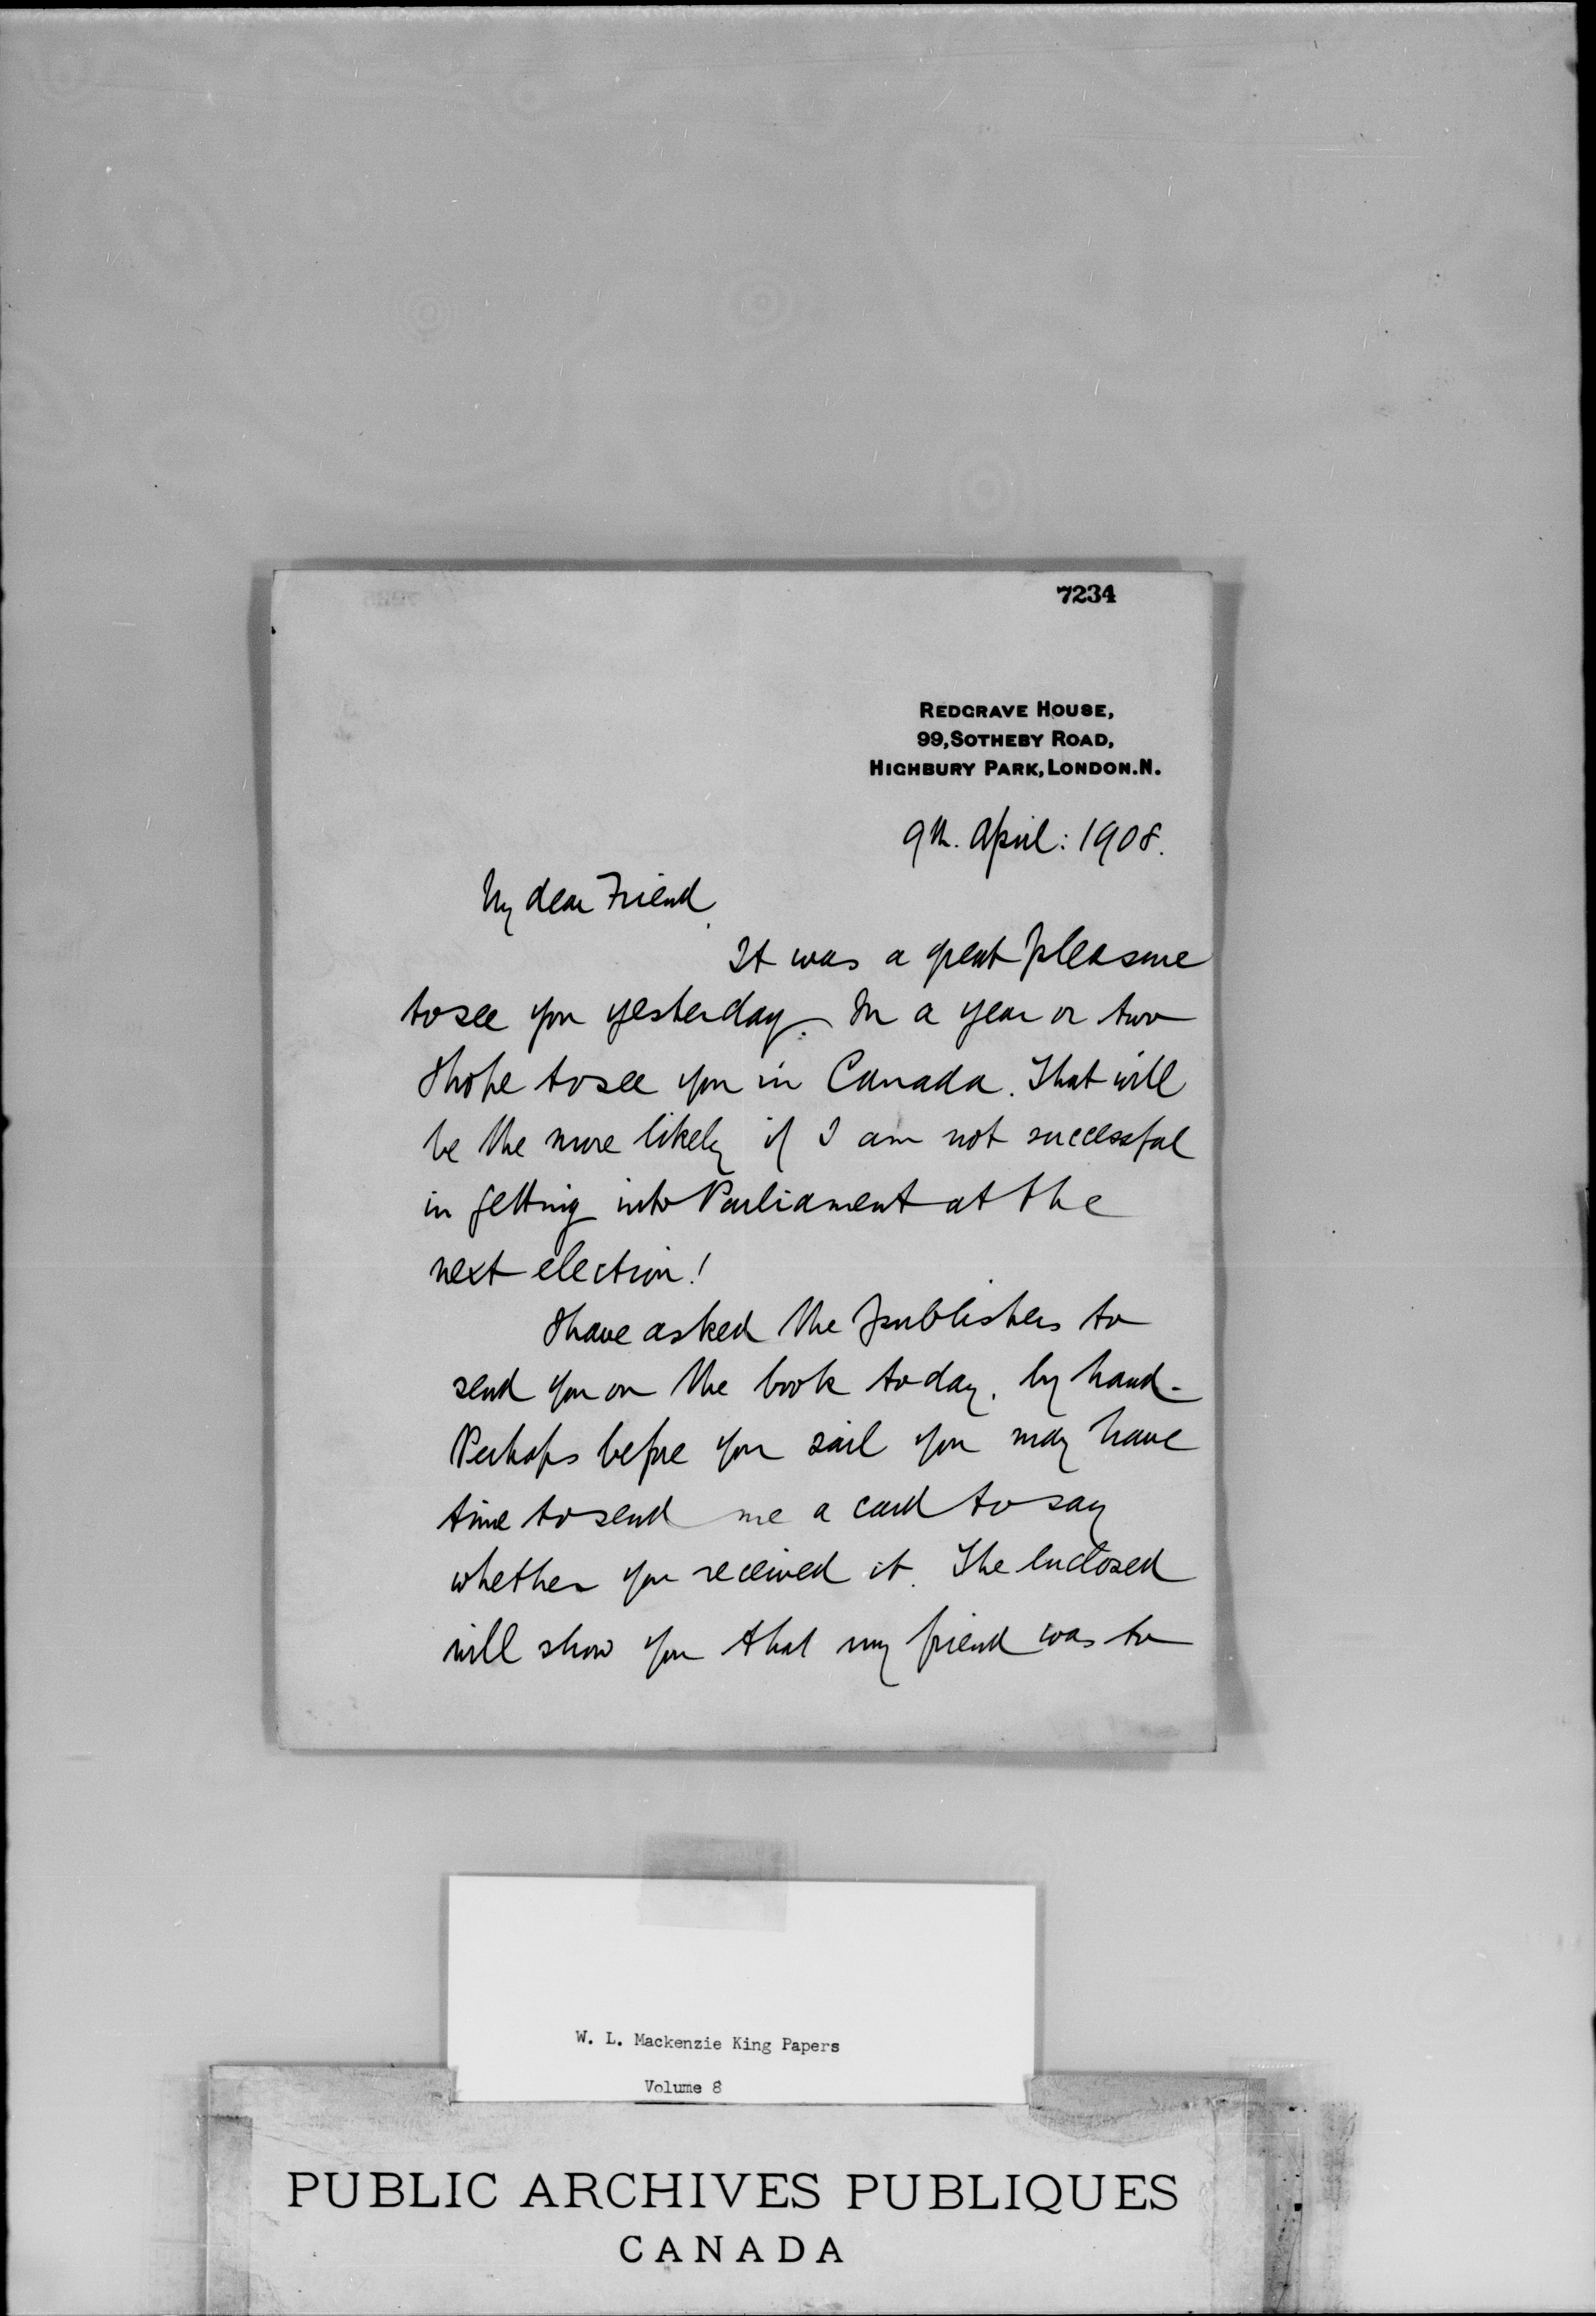 7234
REDGRAVE HOUSE,
99, SOTHEBY ROAD,
HIGHBURY PARK, LONDON. N.
9th. April: 1908.
My dear Friend,
It was a great pleasure
to see you yesterday. In a year or two
I hope to see you in Canada. That will
be the more likely if I am not successful
in getting into Parliament at the
next election!
I have asked the publishers to
send you on the book today, by hand.
Perhaps before you sail you may have
time to send me a card to say
whether you received it. The enclosed
will show you that my friend was to
W. L. Mackenzie King Papers
Volume 8
PUBLIC ARCHIVES PUBLIQUES
CANADA